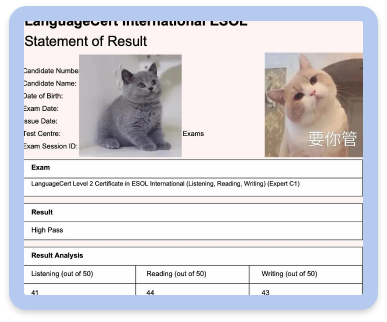 LanguageCert International ESOL
Statement of Result
Candidate Numbe
Candidate Name:
Date of Birth:
Exam Date:
Issue Date:
Test Centre:
Exams
Exam Session ID:
要你管
Exam
LanguageCert Level 2 Certificate in ESOL International (Listening, Reading, Writing) (Expert C1)
Result
High Pass
Result Analysis
Listening (out of 50) Reading (out of 50) Writing (out of 50)
41 44 43